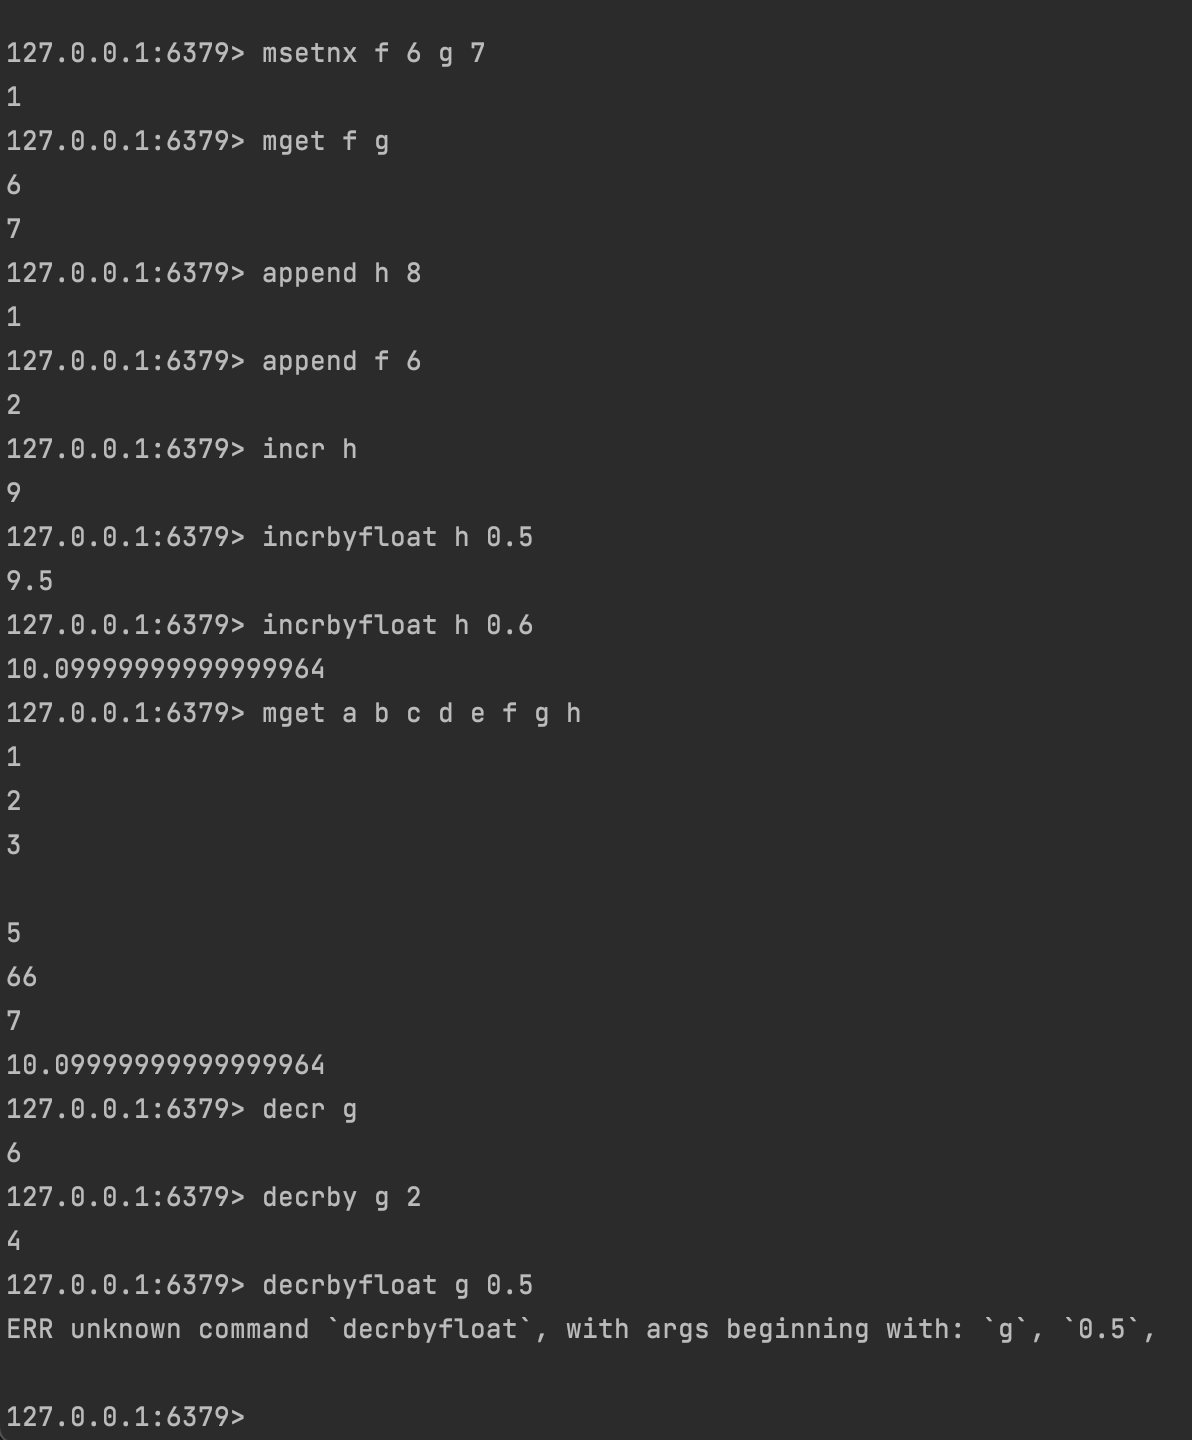 127.0.0.1:6379> msetnx f 6 g 7
1
127.0.0.1:6379> mget f g
6
7
127.0.0.1:6379> append h 8
1
127.0.0.1:6379> append f 6
2
127.0.0.1:6379> incr h
9
127.0.0.1:6379> incrbyfloat h 0.5
9.5
127.0.0.1:6379> incrbyfloat h 0.6
10.09999999999999964
127.0.0.1:6379> mget a b c d e f g h
1
2
3

5
66
7
10.09999999999999964
127.0.0.1:6379> decr g
6
127.0.0.1:6379> decrby g 2
4
127.0.0.1:6379> decrbyfloat g 0.5
ERR unknown command `decrbyfloat`, with args beginning with: `g`, `0.5`,

127.0.0.1:6379>